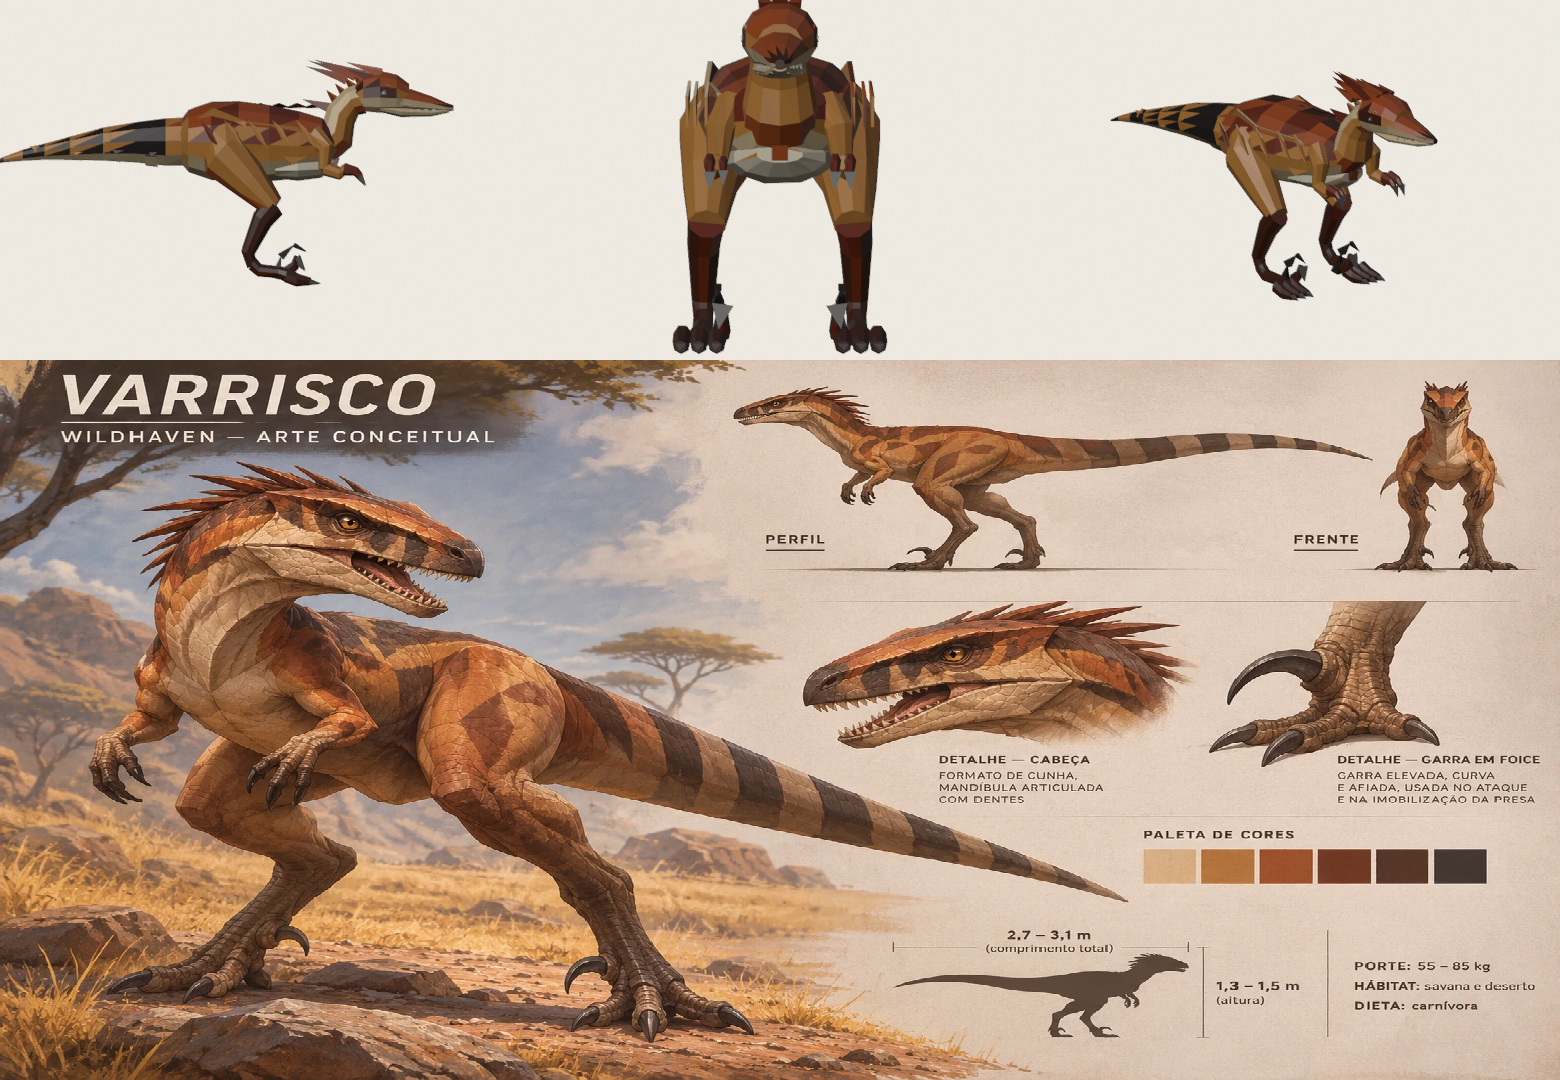 VARRISCO
WILDHAVEN — ARTE CONCEITUAL
PERFIL
FRENTE
DETALHE — CABEÇA
FORMATO DE CUNHA,
MANDÍBULA ARTICULADA
COM DENTES
DETALHE — GARRA EM FOICE
GARRA ELEVADA, CURVA
E AFIADA, USADA NO ATAQUE
E NA IMOBILIZAÇÃO DA PRESA
PALETA DE CORES
2,7 – 3,1 m
(comprimento total)
1,3 – 1,5 m
(altura)
PORTE: 55 – 85 kg
HÁBITAT: savana e deserto
DIETA: carnívora